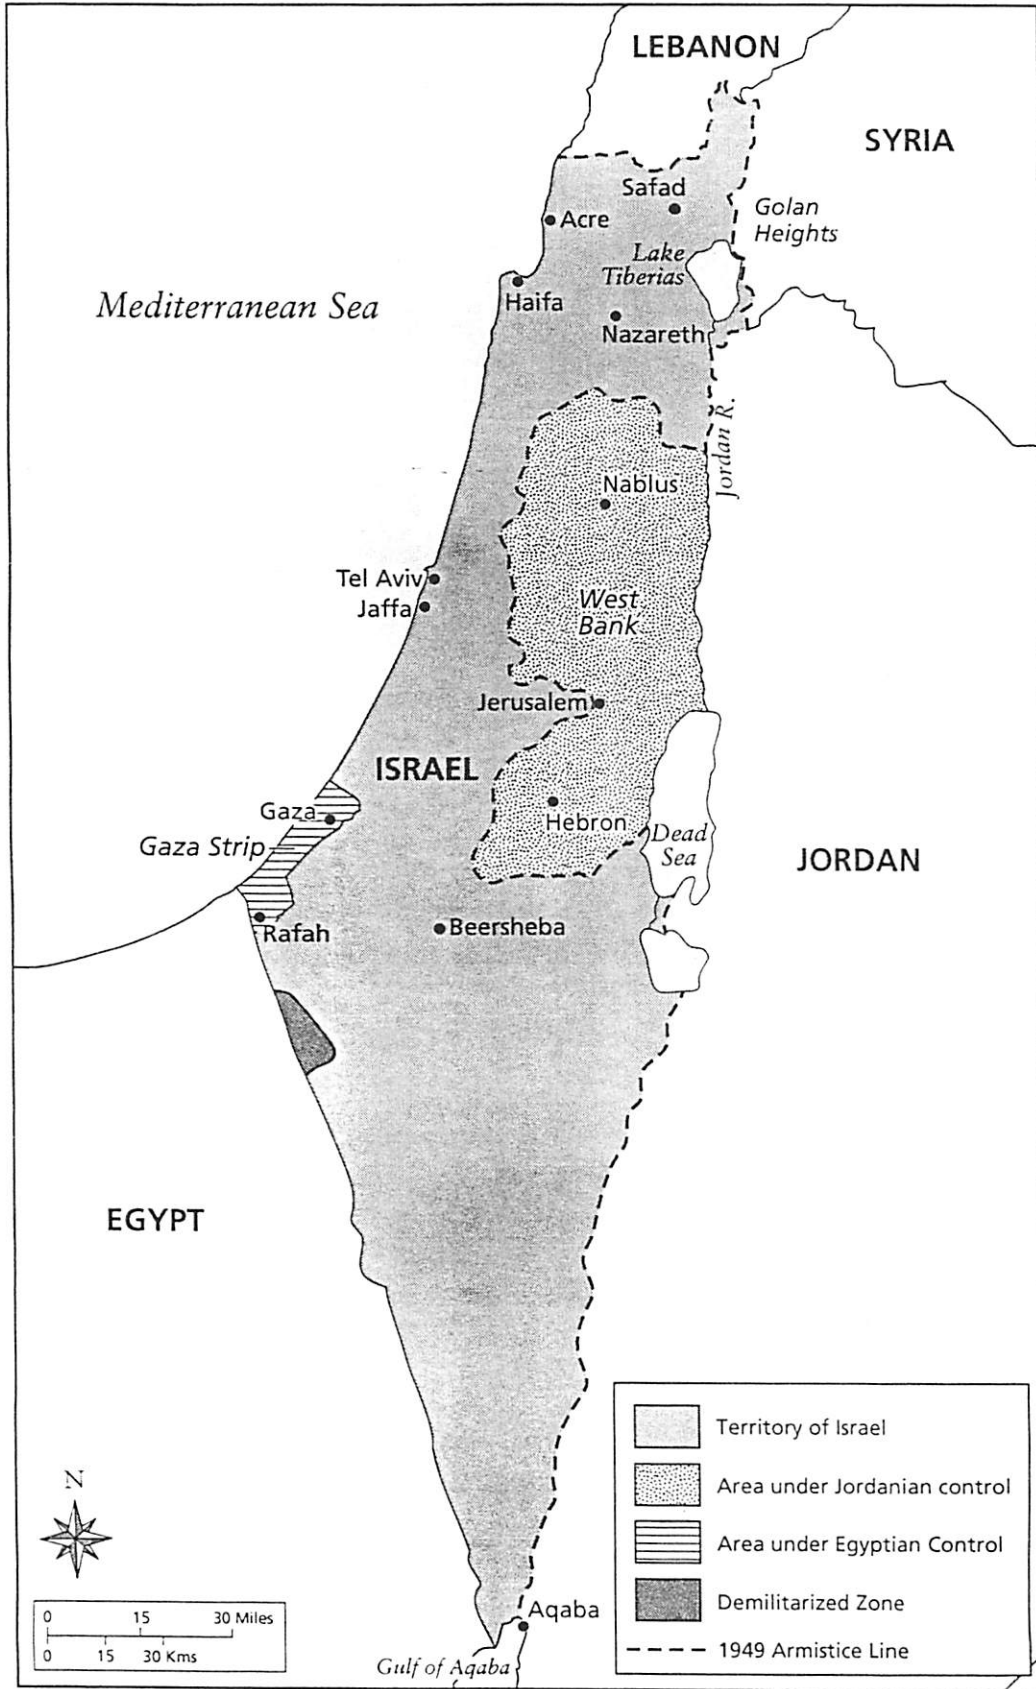 LEBANON
SYRIA
Safad
Acre
Golan
Heights
Lake
Tiberias
Mediterranean Sea
Haifa
Nazareth
Jordan R.
Nablus
Tel Aviv
Jaffa
West
Bank
Jerusalem
ISRAEL
Gaza
Hebron
Gaza Strip
Dead
Sea
JORDAN
Rafah
Beersheba
EGYPT
Territory of Israel
Area under Jordanian control
N
Area under Egyptian Control
Demilitarized Zone
0 15 30 Miles
0 15 30 Kms
Aqaba
1949 Armistice Line
Gulf of Aqaba